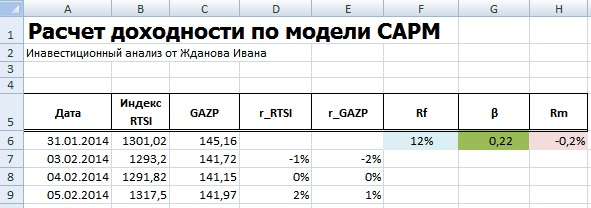 A B C D E F G H
1 Расчет доходности по модели CAPM
2 Инавестиционный анализ от Жданова Ивана
3
4
5 Дата Индекс RTSI GAZP r_RTSI r_GAZP Rf β Rm
6 31.01.2014 1301,02 145,16 12% 0,22 -0,2%
7 03.02.2014 1293,2 141,72 -1% -2%
8 04.02.2014 1291,82 141,15 0% 0%
9 05.02.2014 1317,5 141,97 2% 1%